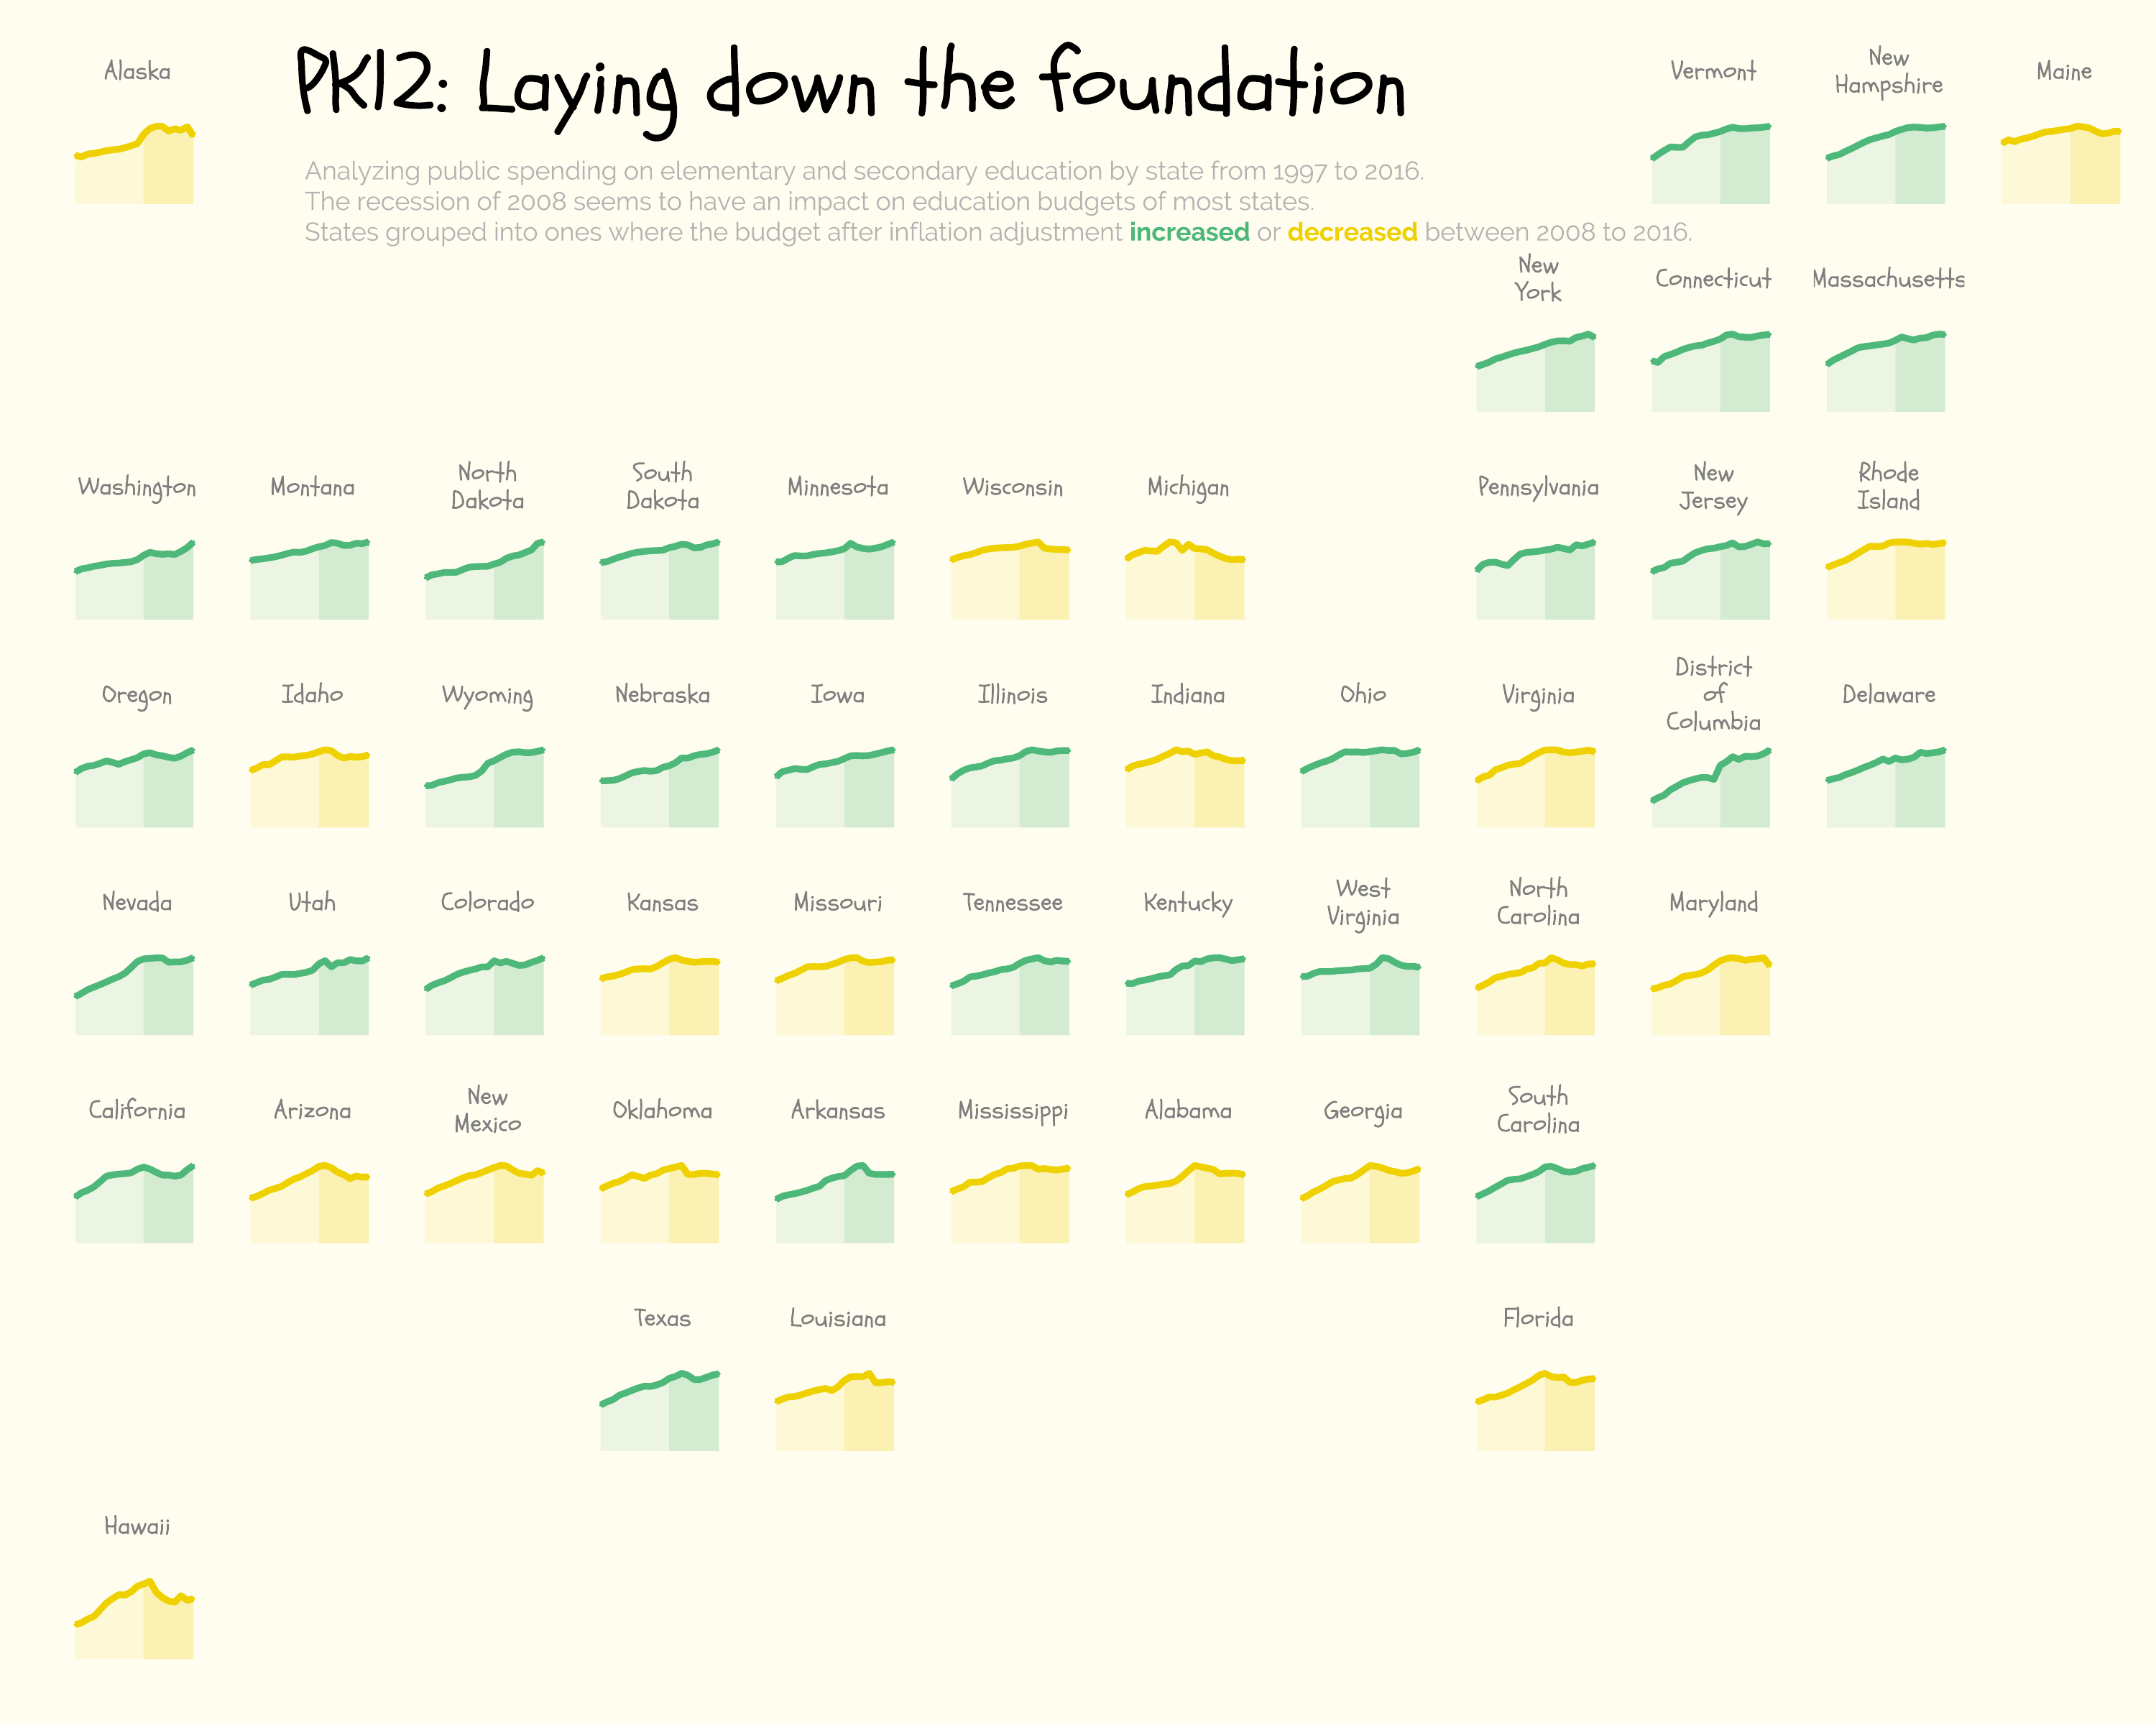 PK12: Laying down the foundation
Analyzing public spending on elementary and secondary education by state from 1997 to 2016.
The recession of 2008 seems to have an impact on education budgets of most states.
States grouped into ones where the budget after inflation adjustment increased or decreased between 2008 to 2016.
Alaska
Vermont
New
Hampshire
Maine
New
York
Connecticut
Massachusetts
Washington
Montana
North
Dakota
South
Dakota
Minnesota
Wisconsin
Michigan
Pennsylvania
New
Jersey
Rhode
Island
Oregon
Idaho
Wyoming
Nebraska
Iowa
Illinois
Indiana
Ohio
Virginia
District
of
Columbia
Delaware
Nevada
Utah
Colorado
Kansas
Missouri
Tennessee
Kentucky
West
Virginia
North
Carolina
Maryland
California
Arizona
New
Mexico
Oklahoma
Arkansas
Mississippi
Alabama
Georgia
South
Carolina
Texas
Louisiana
Florida
Hawaii